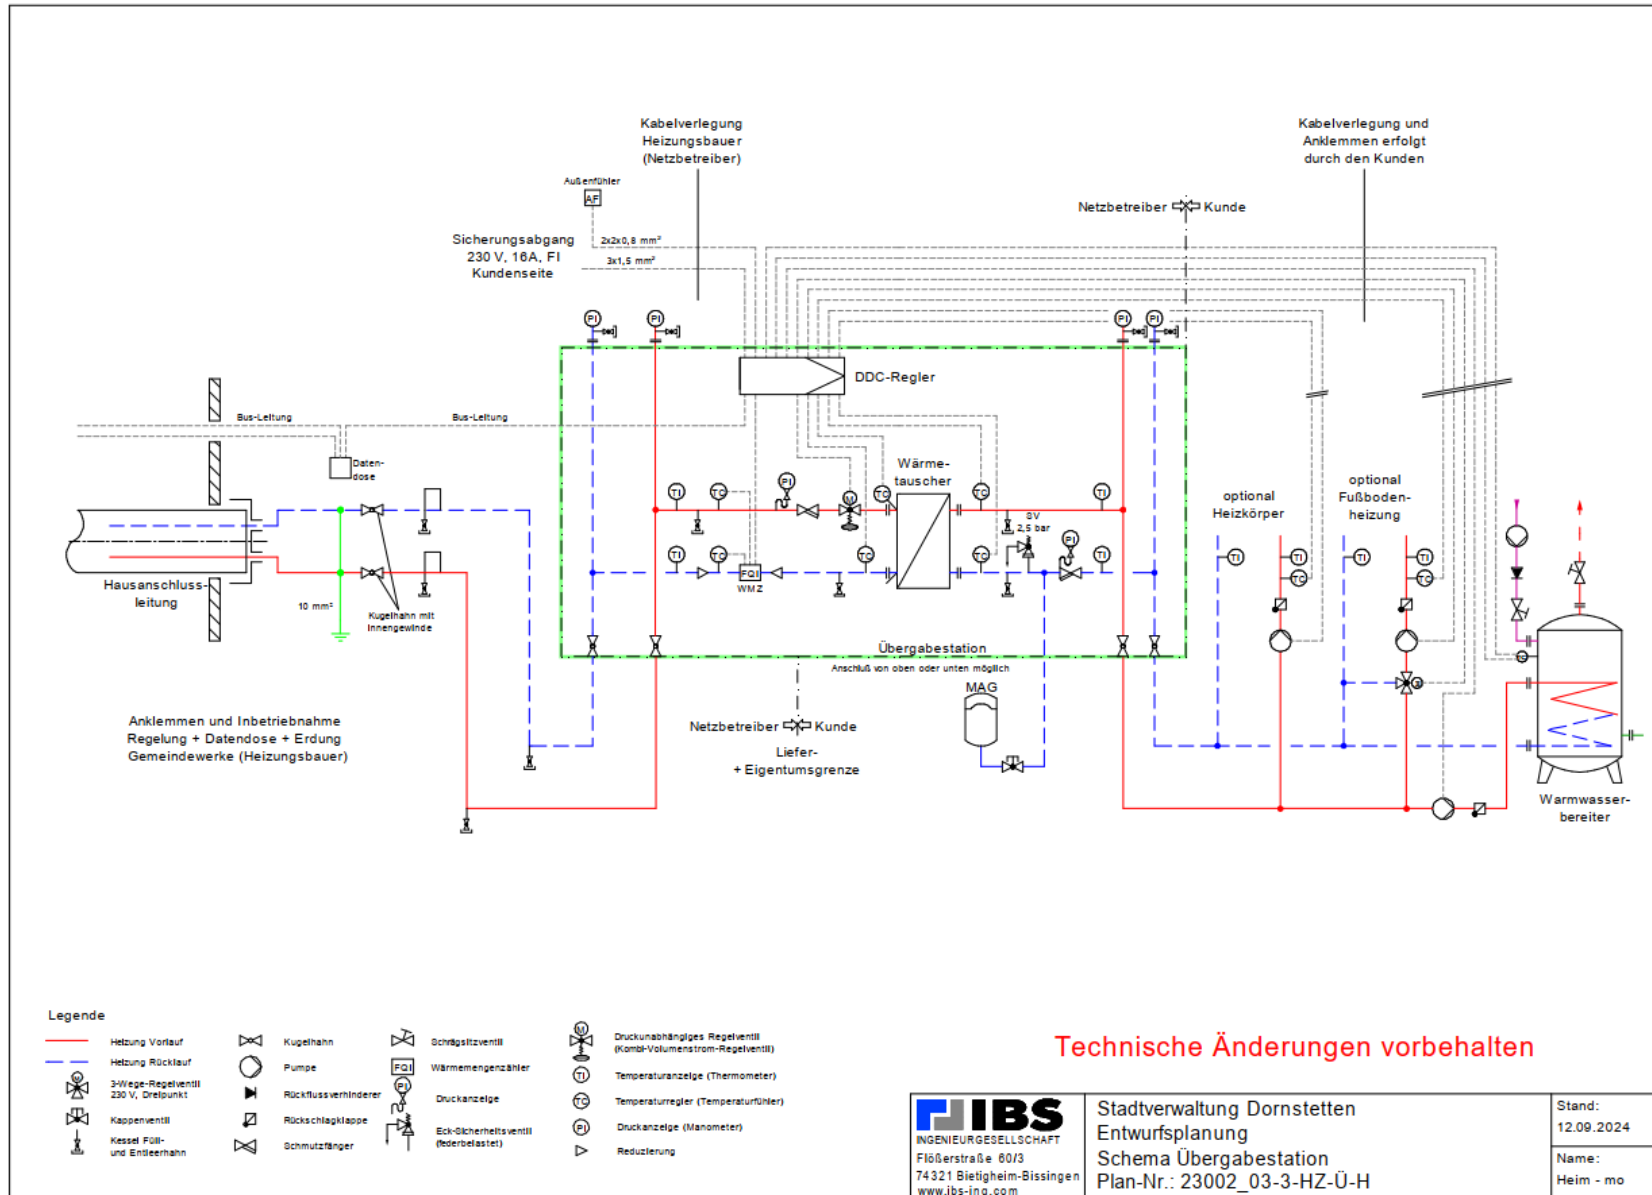 Kabelverlegung
Heizungsbauer
(Netzbetreiber)
Kabelverlegung und
Anklemmen erfolgt
durch den Kunden
Außenfühler
AF
Netzbetreiber
Kunde
Sicherungsabgang
230 V, 16A, FI
Kundenseite
2x2x0,8 mm²
3x1,5 mm²
PI
PI
PI
PI
DDC-Regler
Bus-Leitung
Bus-Leitung
Daten-
dose
Wärme-
tauscher
optional
Heizkörper
optional
Fußboden-
heizung
TI
TC
PI
M
TC
TC
TI
SV
2,5 bar
PI
TI
TC
FQI
WMZ
TC
TC
TI
TI
TI
TC
TI
TI
TC
TC
Hausanschluss-
leitung
10 mm²
Kugelhahn mit
Innengewinde
Übergabestation
Anschluß von oben oder unten möglich
MAG
Netzbetreiber
Kunde
Liefer-
+ Eigentumsgrenze
Anklemmen und Inbetriebnahme
Regelung + Datendose + Erdung
Gemeindewerke (Heizungsbauer)
Warmwasser-
bereiter
Legende
Heizung Vorlauf
Heizung Rücklauf
M
3-Wege-Regelventil
230 V, Dreipunkt
Kappenventil
Kessel Füll-
und Entleerhahn
Kugelhahn
Pumpe
Rückflussverhinderer
Rückschlagklappe
Schmutzfänger
Schrägsitzventil
FQI
Wärmemengenzähler
PI
Druckanzeige
Eck-Sicherheitsventil
(federbelastet)
M
Druckunabhängiges Regelventil
(Kombi-Volumenstrom-Regelventil)
TI
Temperaturanzeige (Thermometer)
TC
Temperaturregler (Temperaturfühler)
PI
Druckanzeige (Manometer)
Reduzierung
Technische Änderungen vorbehalten
IBS
INGENIEURGESELLSCHAFT
Flößerstraße 60/3
74321 Bietigheim-Bissingen
www.ibs-ing.com
Stadtverwaltung Dornstetten
Entwurfsplanung
Schema Übergabestation
Plan-Nr.: 23002_03-3-HZ-Ü-H
Stand:
12.09.2024
Name:
Heim - mo